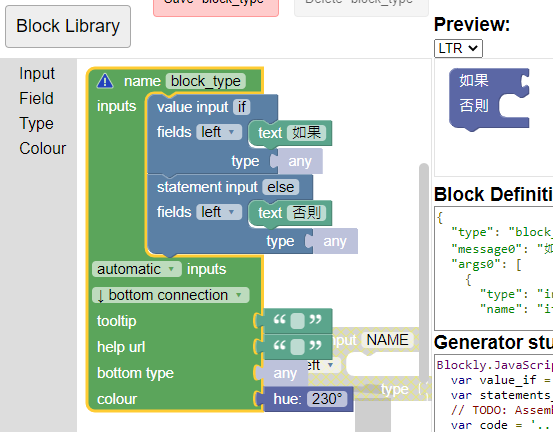 Save "block_type"
Delete "block_type"
Block Library
Preview:
LTR
Input
Field
Type
Colour
name block_type
inputs
value input if
fields left text 如果
type any
statement input else
fields left text 否則
type any
automatic inputs
↓ bottom connection
tooltip “ ”
help url “ ”
bottom type any
colour hue: 230°
NAME
type
如果
否則
Block Definiti
{
"type": "block_
"message0": "如
"args0": [
{
"type": "in
"name": "i
Generator stu
Blockly.JavaScrip
var value_if =
var statements_
// TODO: Assemb
var code = '..